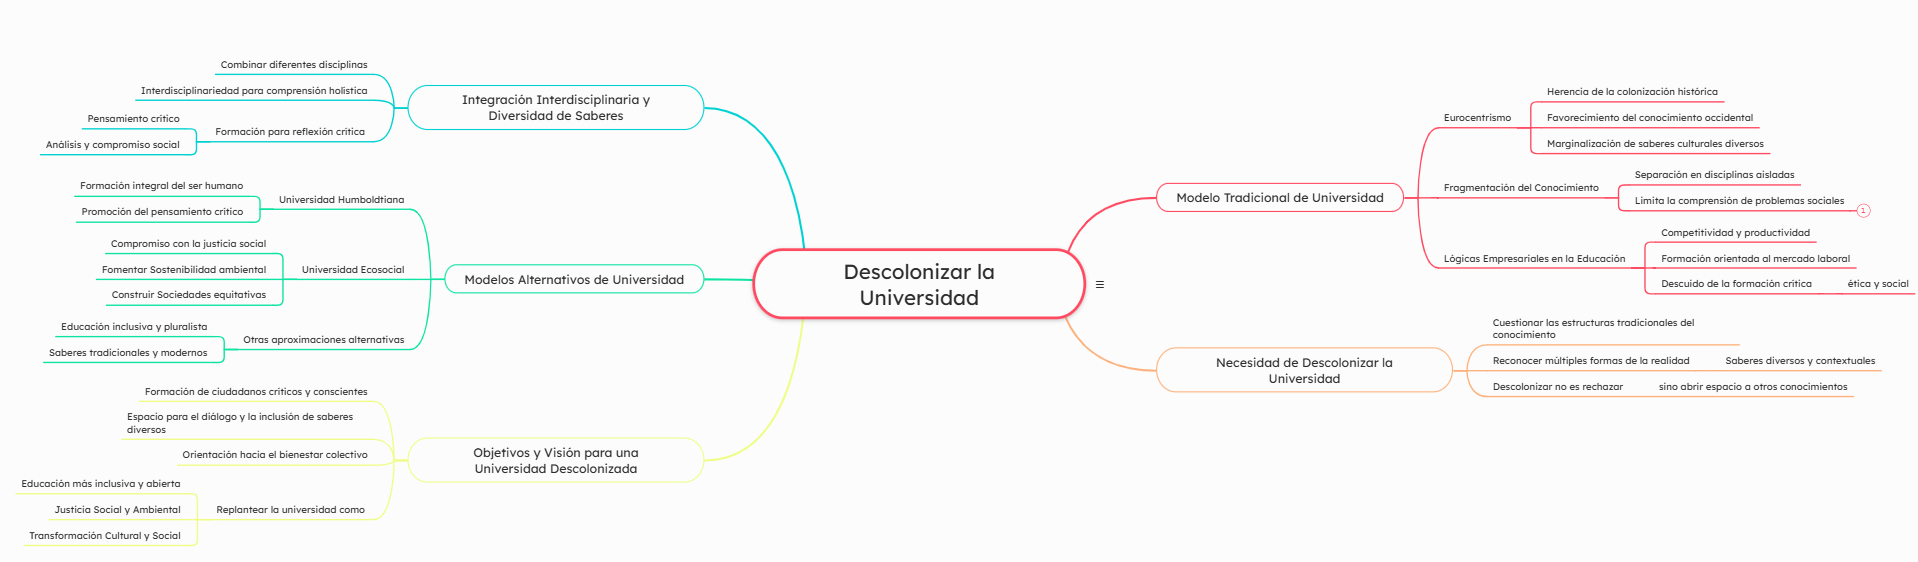 Descolonizar la
Universidad
Modelo Tradicional de Universidad
Eurocentrismo
Herencia de la colonización histórica
Favorecimiento del conocimiento occidental
Marginalización de saberes culturales diversos
Fragmentación del Conocimiento
Separación en disciplinas aisladas
Limita la comprensión de problemas sociales
1
Lógicas Empresariales en la Educación
Competitividad y productividad
Formación orientada al mercado laboral
Descuido de la formación crítica
ética y social
Necesidad de Descolonizar la
Universidad
Cuestionar las estructuras tradicionales del
conocimiento
Reconocer múltiples formas de la realidad
Saberes diversos y contextuales
Descolonizar no es rechazar
sino abrir espacio a otros conocimientos
Integración Interdisciplinaria y
Diversidad de Saberes
Combinar diferentes disciplinas
Interdisciplinariedad para comprensión holística
Formación para reflexión crítica
Pensamiento crítico
Análisis y compromiso social
Modelos Alternativos de Universidad
Universidad Humboldtiana
Formación integral del ser humano
Promoción del pensamiento crítico
Universidad Ecosocial
Compromiso con la justicia social
Fomentar Sostenibilidad ambiental
Construir Sociedades equitativas
Otras aproximaciones alternativas
Educación inclusiva y pluralista
Saberes tradicionales y modernos
Objetivos y Visión para una
Universidad Descolonizada
Formación de ciudadanos críticos y conscientes
Espacio para el diálogo y la inclusión de saberes
diversos
Orientación hacia el bienestar colectivo
Replantear la universidad como
Educación más inclusiva y abierta
Justicia Social y Ambiental
Transformación Cultural y Social